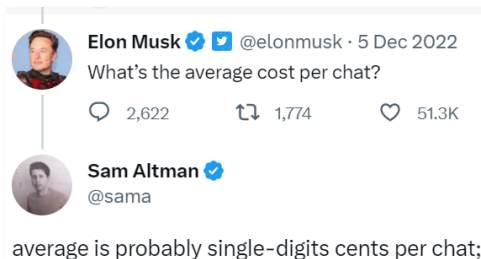 Elon Musk @elonmusk · 5 Dec 2022
What's the average cost per chat?
2,622 1,774 51.3K
Sam Altman
@sama
average is probably single-digits cents per chat;